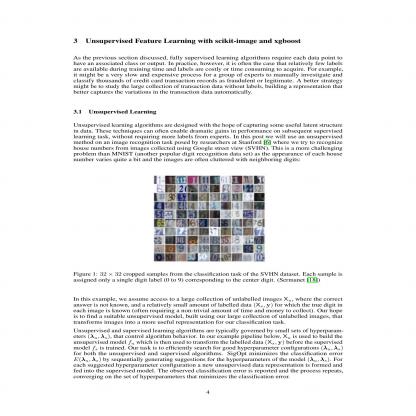 3 Unsupervised Feature Learning with scikit-image and xgboost
As the previous section discussed, fully supervised learning algorithms require each data point to
have an associated class or output. In practice, however, it is often the case that relatively few labels
are available during training time and labels are costly or time consuming to acquire. For example,
it might be a very slow and expensive process for a group of experts to manually investigate and
classify thousands of credit card transaction records as fraudulent or legitimate. A better strategy
might be to study the large collection of transaction data without labels, building a representation that
better captures the variations in the transaction data automatically.
3.1 Unsupervised Learning
Unsupervised learning algorithms are designed with the hope of capturing some useful latent structure
in data. These techniques can often enable dramatic gains in performance on subsequent supervised
learning task, without requiring more labels from experts. In this post we will use an unsupervised
method on an image recognition task posed by researchers at Stanford [6] where we try to recognize
house numbers from images collected using Google street view (SVHN). This is a more challenging
problem than MNIST (another popular digit recognition data set) as the appearance of each house
number varies quite a bit and the images are often cluttered with neighboring digits:
Figure 1: 32 × 32 cropped samples from the classification task of the SVHN dataset. Each sample is
assigned only a single digit label (0 to 9) corresponding to the center digit. (Sermanet [14])
In this example, we assume access to a large collection of unlabelled images Xᵤ, where the correct
answer is not known, and a relatively small amount of labelled data (Xₛ, y) for which the true digit in
each image is known (often requiring a non-trivial amount of time and money to collect). Our hope
is to find a suitable unsupervised model, built using our large collection of unlabelled images, that
transforms images into a more useful representation for our classification task.
Unsupervised and supervised learning algorithms are typically governed by small sets of hyperparam-
eters (λᵤ, λₛ), that control algorithm behavior. In our example pipeline below, Xᵤ is used to build the
unsupervised model fᵤ which is then used to transform the labelled data (Xₛ, y) before the supervised
model fₛ is trained. Our task is to efficiently search for good hyperparameter configurations (λᵤ, λₛ)
for both the unsupervised and supervised algorithms. SigOpt minimizes the classification error
E(λᵤ, λₛ) by sequentially generating suggestions for the hyperparameters of the model (λᵤ, λₛ). For
each suggested hyperparameter configuration a new unsupervised data representation is formed and
fed into the supervised model. The observed classification error is reported and the process repeats,
converging on the set of hyperparameters that minimizes the classification error.
4